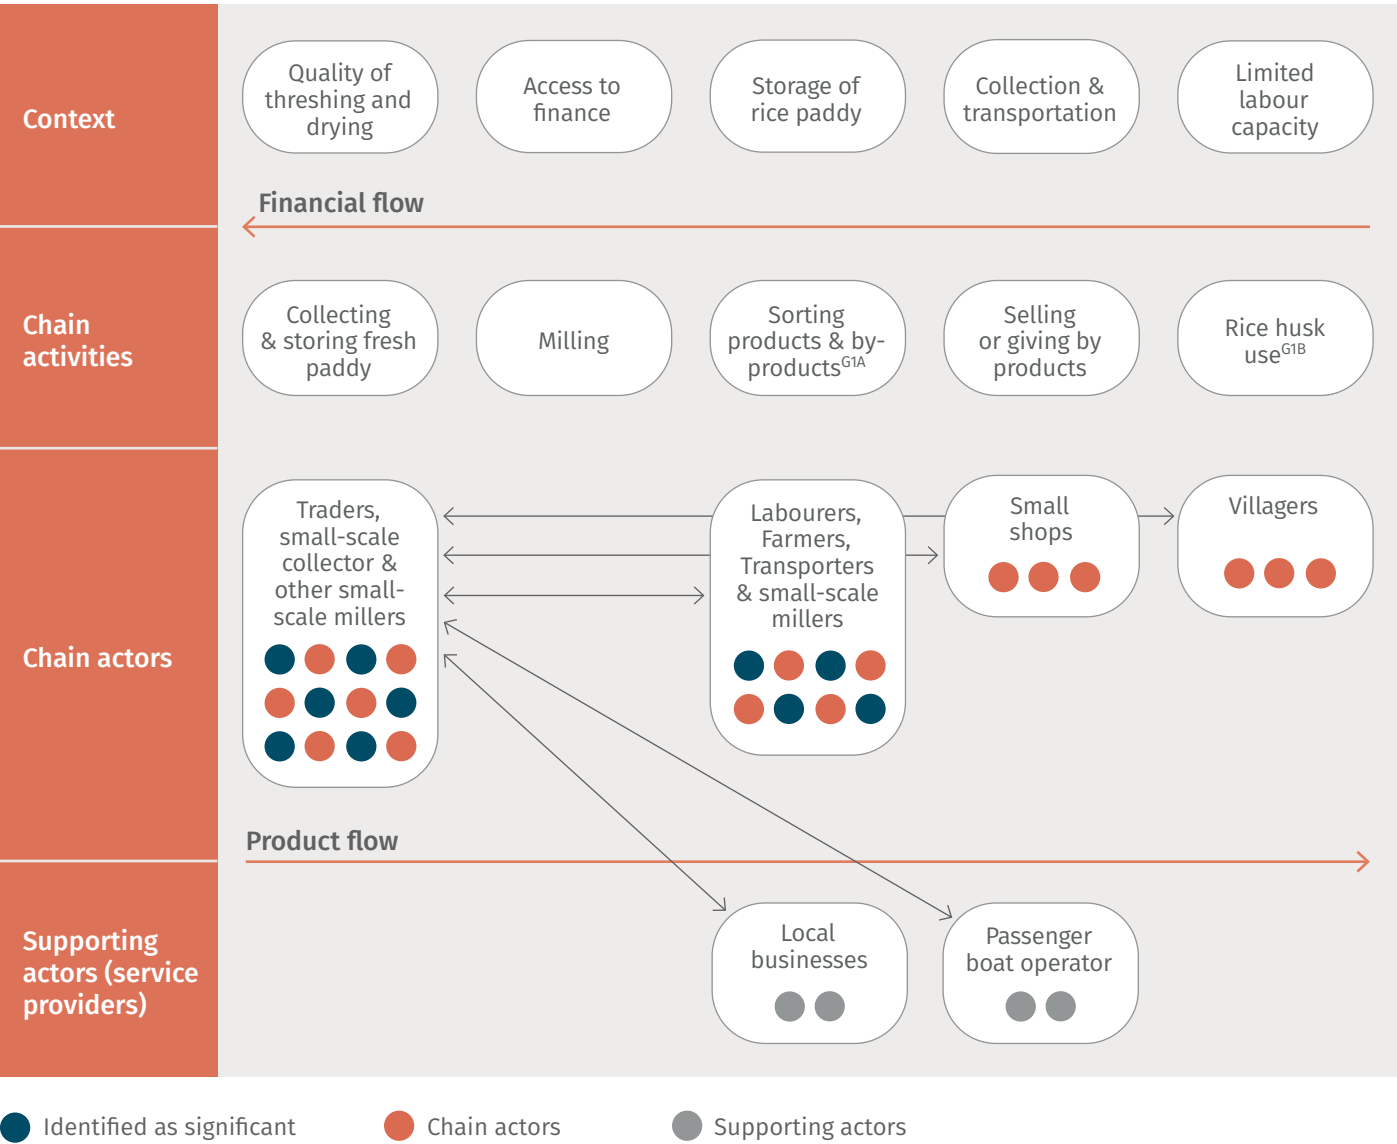 Context
Quality of
threshing and
drying
Access to
finance
Storage of
rice paddy
Collection &
transportation
Limited
labour
capacity
Financial flow
Chain
activities
Collecting
& storing fresh
paddy
Milling
Sorting
products & by-
productsG1A
Selling
or giving by
products
Rice husk
useG1B
Chain actors
Traders,
small-scale
collector &
other small-
scale millers
Labourers,
Farmers,
Transporters
& small-scale
millers
Small
shops
Villagers
Product flow
Supporting
actors (service
providers)
Local
businesses
Passenger
boat operator
Identified as significant
Chain actors
Supporting actors